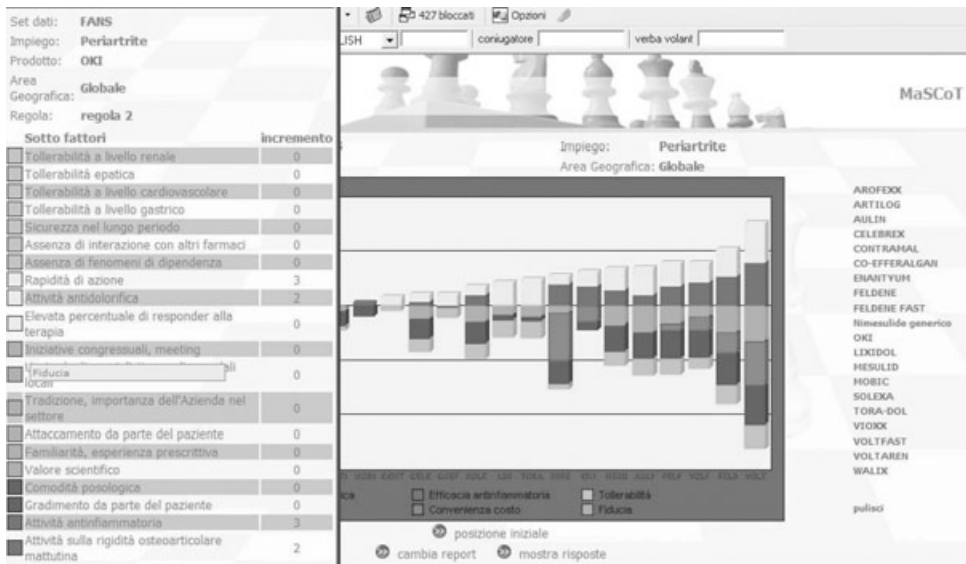 Set dati: FANS
Impiego: Periartrite
Prodotto: OKI
Area Geografica: Globale
Regola: regola 2
Sotto fattori incremento
Tollerabilità a livello renale 0
Tollerabilità epatica 0
Tollerabilità a livello cardiovascolare 0
Tollerabilità a livello gastrico 0
Sicurezza nel lungo periodo 0
Assenza di interazione con altri farmaci 0
Assenza di fenomeni di dipendenza 0
Rapidità di azione 3
Attività antidolorifica 2
Elevata percentuale di responder alla
terapia 0
Iniziative congressuali, meeting 0
Fiducia
locali 0
Tradizione, importanza dell'Azienda nel
settore 0
Attaccamento da parte del paziente 0
Familiarità, esperienza prescrittiva 0
Valore scientifico 0
Comodità posologica 0
Gradimento da parte del paziente 0
Attività antinfiammatoria 3
Attività sulla rigidità osteoarticolare
mattutina 2
427 bloccati Opzioni
LISH coniugatore verba volant
MaSCoT
Impiego: Periartrite
Area Geografica: Globale
Efficacia antinfiammatoria Tollerabilità
Convenienza costo Fiducia
posizione iniziale
cambia report mostra risposte
AROFEXX
ARTILOG
AULIN
CELEBREX
CONTRAMAL
CO-EFFERALGAN
ENANTYUM
FELDENE
FELDENE FAST
Nimesulide generico
OKI
LIXIDOL
MESULID
MOBIC
SOLEXA
TORA-DOL
VIOXX
VOLTFAST
VOLTAREN
WALIX
pulisci